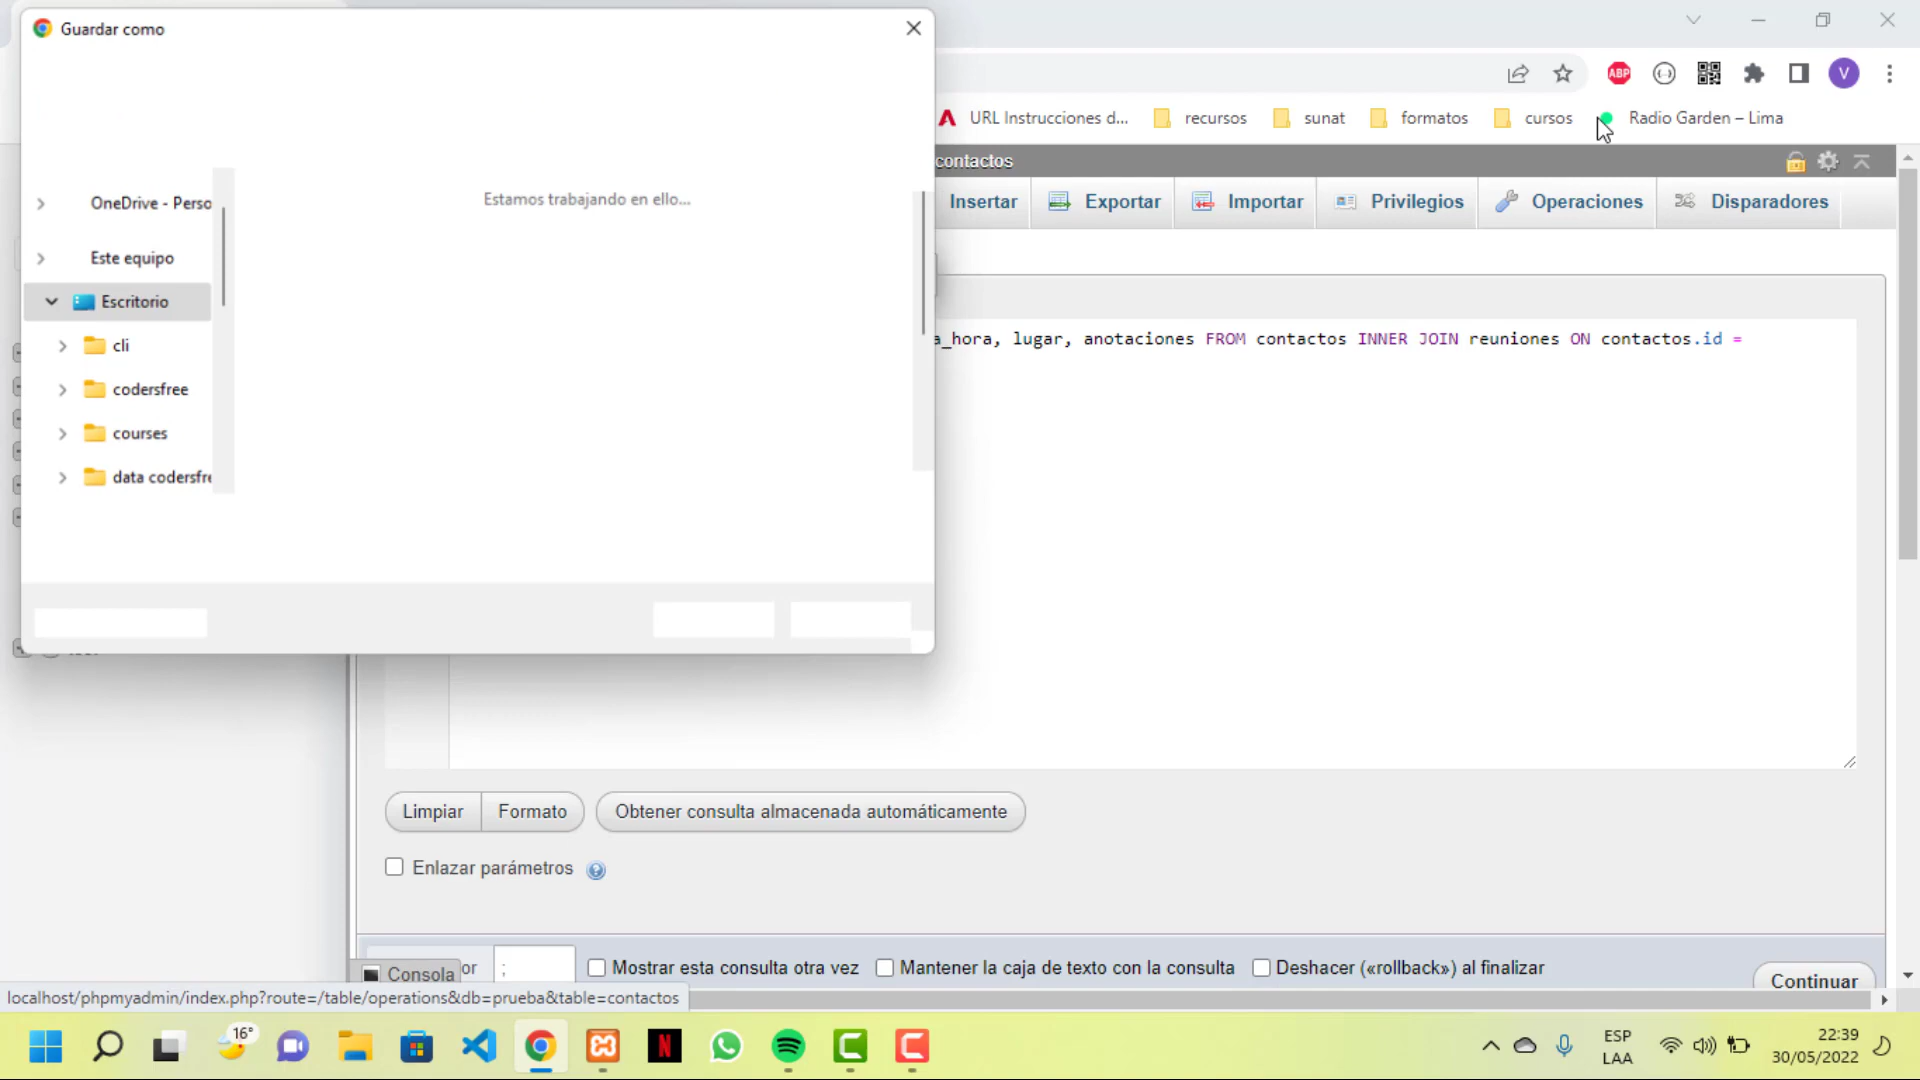 Guardar como
Estamos trabajando en ello...
OneDrive - Perso
Este equipo
Escritorio
cli
codersfree
courses
data codersfre
V
ABP
URL Instrucciones d...
recursos
sunat
formatos
cursos
Radio Garden – Lima
contactos
Insertar
Exportar
Importar
Privilegios
Operaciones
Disparadores
a_hora, lugar, anotaciones FROM contactos INNER JOIN reuniones ON contactos.id =
Limpiar
Formato
Obtener consulta almacenada automáticamente
Enlazar parámetros
Consola
or
;
Mostrar esta consulta otra vez
Mantener la caja de texto con la consulta
Deshacer («rollback») al finalizar
Continuar
localhost/phpmyadmin/index.php?route=/table/operations&db=prueba&table=contactos
16°
ESP
LAA
22:39
30/05/2022